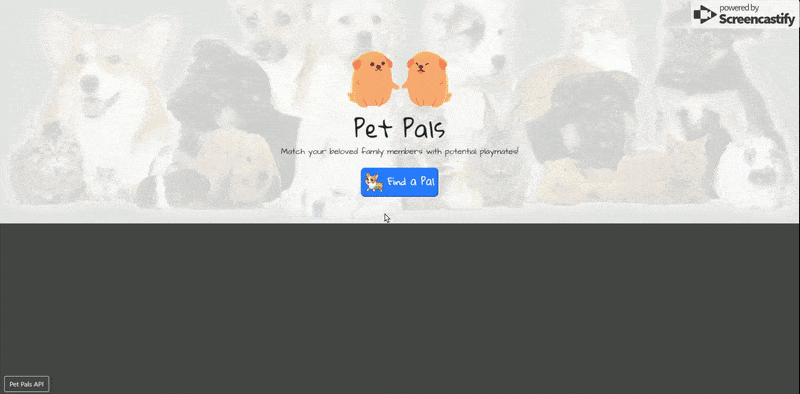 powered by
Screencastify
Pet Pals
Match your beloved family members with potential playmates!
Find a Pal
Pet Pals API